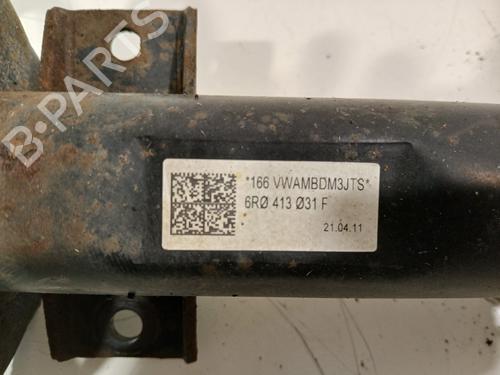 B-PARTS
*166 VWAMBDM3JTS*
6RØ 413 Ø31 F
21.04.11